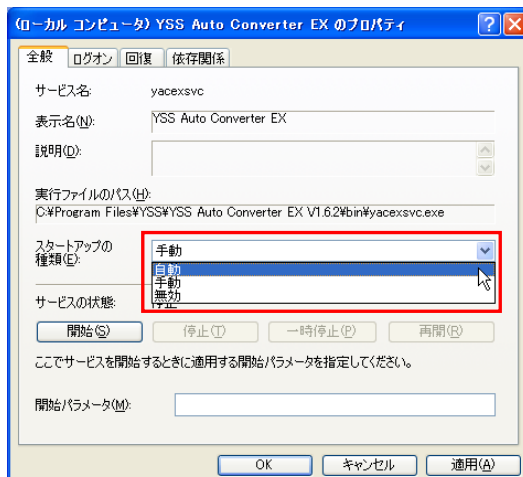 (ローカル コンピュータ) YSS Auto Converter EX のプロパティ
全般 ログオン 回復 依存関係
サービス名: yacexsvc
表示名(N): YSS Auto Converter EX
説明(D):
実行ファイルのパス(H):
C:¥Program Files¥YSS¥YSS Auto Converter EX V1.6.2¥bin¥yacexsvc.exe
スタートアップの
種類(E):
手動
自動
手動
無効
サービスの状態: 停止
開始(S) 停止(T) 一時停止(P) 再開(R)
ここでサービスを開始するときに適用する開始パラメータを指定してください。
開始パラメータ(M):
OK キャンセル 適用(A)